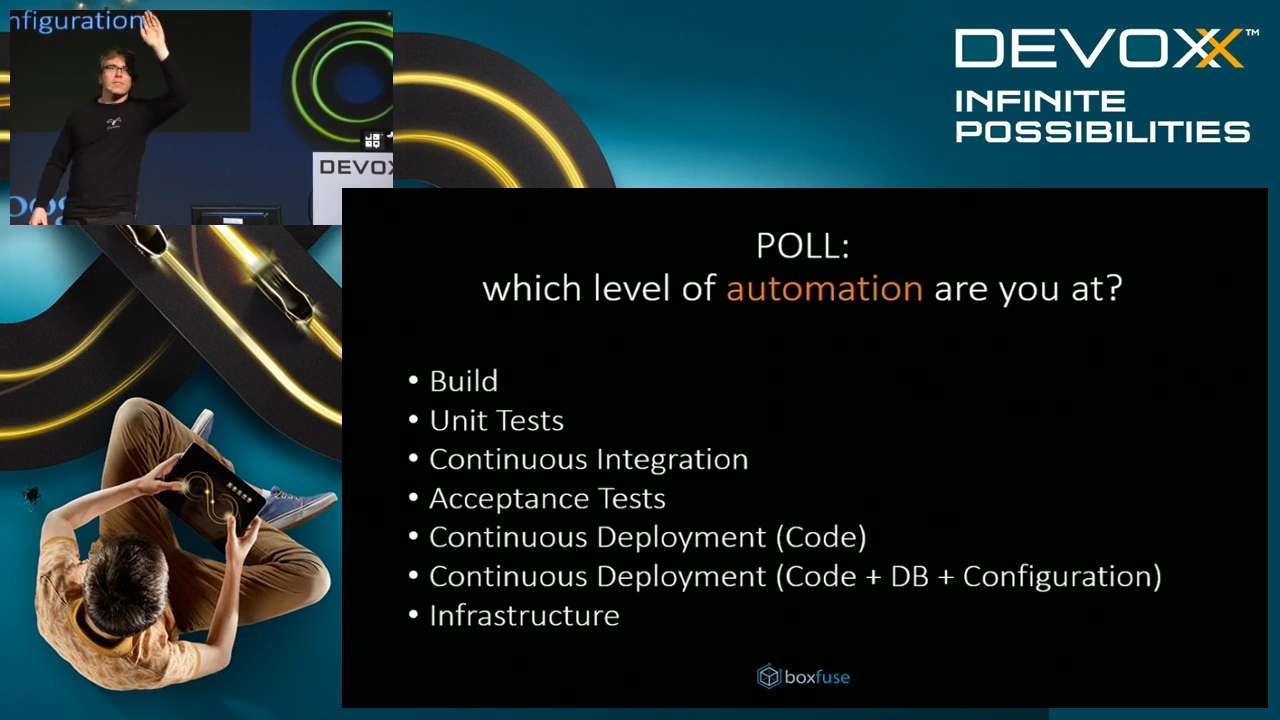 nfiguration
DEVOX
DEVOXX™
INFINITE
POSSIBILITIES
POLL:
which level of automation are you at?
• Build
• Unit Tests
• Continuous Integration
• Acceptance Tests
• Continuous Deployment (Code)
• Continuous Deployment (Code + DB + Configuration)
• Infrastructure
boxfuse